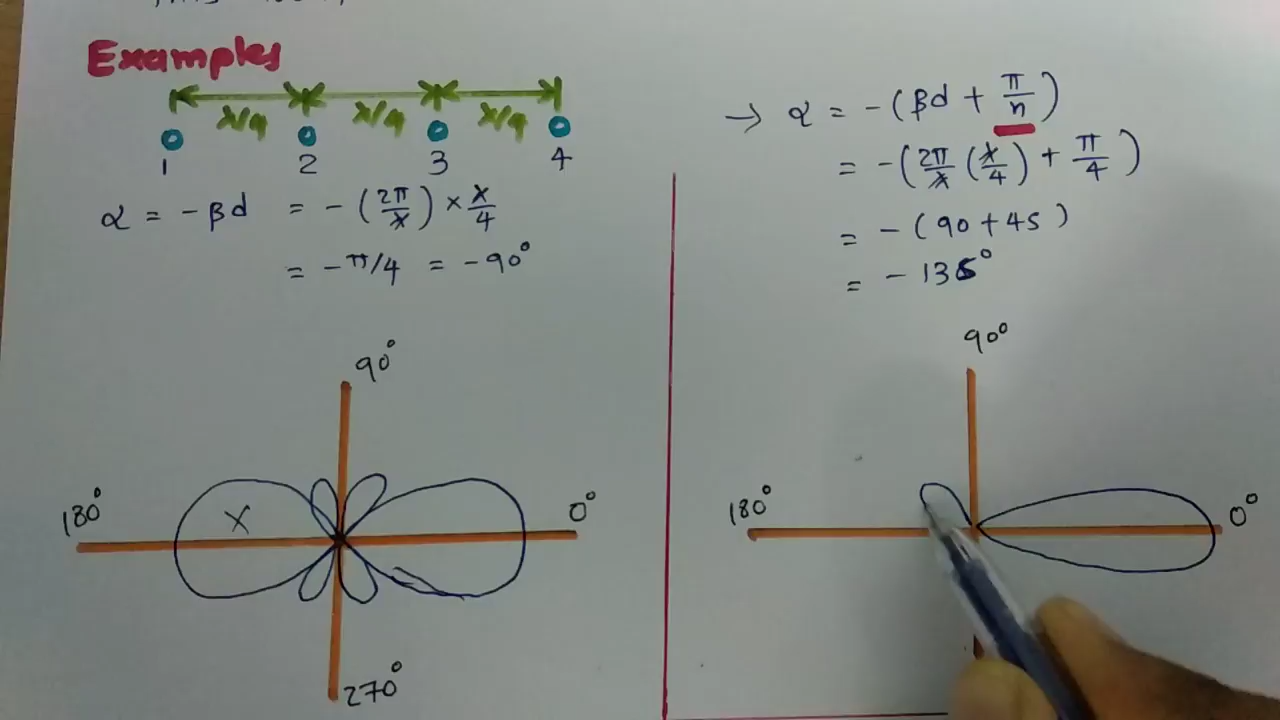 Examples
λ/4 λ/4 λ/4
1 2 3 4
α = -βd = -(2π/λ) × λ/4
= -π/4 = -90°
90°
180° X 0°
270°
→ α = -(βd + π/n)
= -(2π/λ (λ/4) + π/4)
= -(90+45)
= -135°
90°
180° 0°